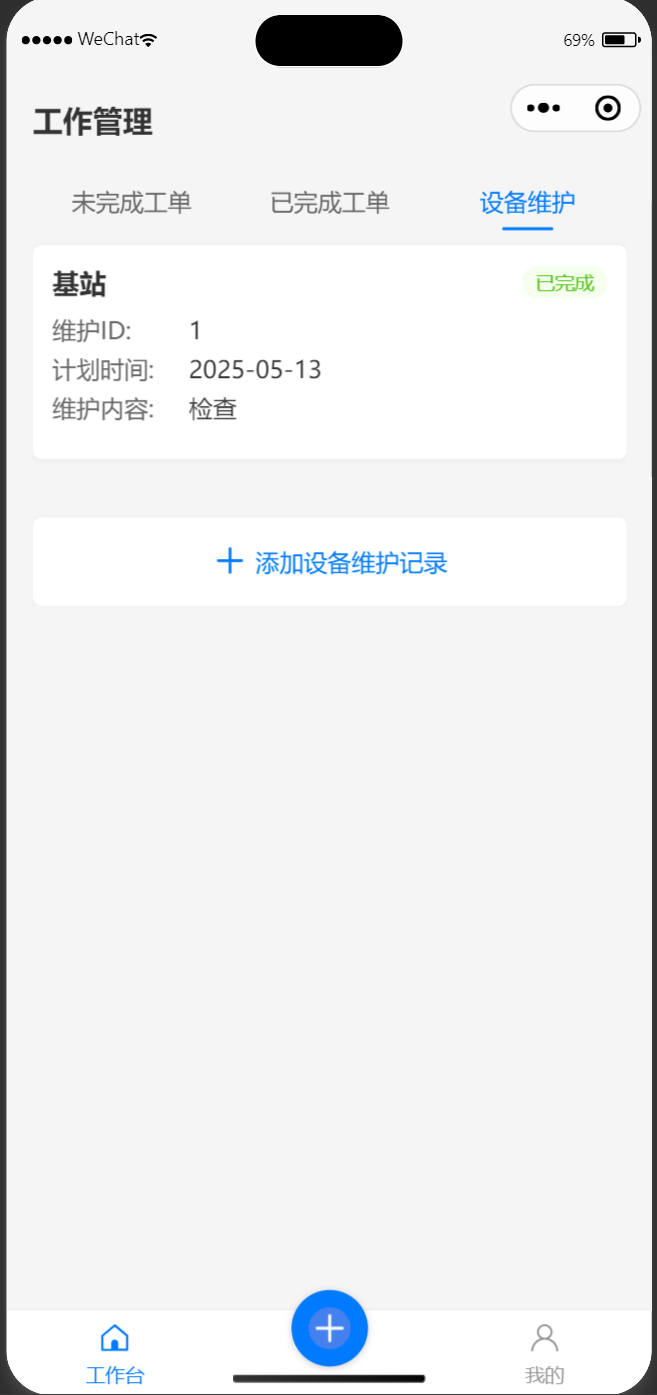 WeChat 69%
工作管理
未完成工单 已完成工单 设备维护
基站 已完成
维护ID: 1
计划时间: 2025-05-13
维护内容: 检查
添加设备维护记录
工作台 我的